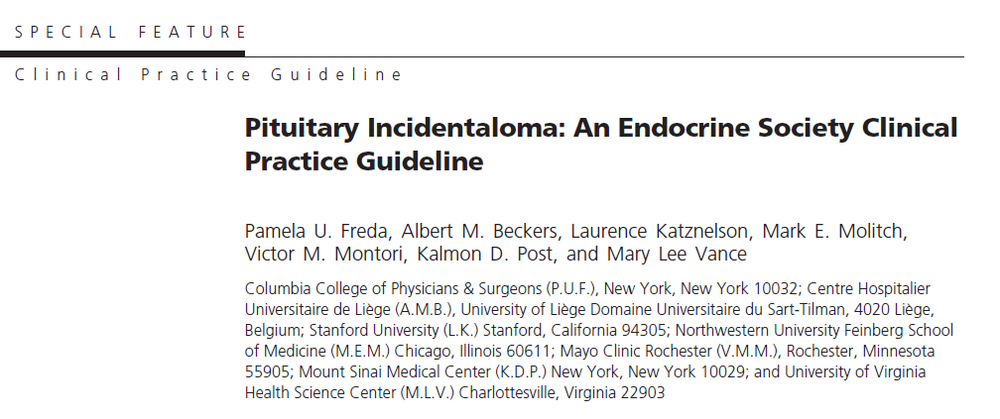 SPECIAL FEATURE
Clinical Practice Guideline
Pituitary Incidentaloma: An Endocrine Society Clinical
Practice Guideline
Pamela U. Freda, Albert M. Beckers, Laurence Katznelson, Mark E. Molitch,
Victor M. Montori, Kalmon D. Post, and Mary Lee Vance
Columbia College of Physicians & Surgeons (P.U.F.), New York, New York 10032; Centre Hospitalier
Universitaire de Liège (A.M.B.), University of Liège Domaine Universitaire du Sart-Tilman, 4020 Liège,
Belgium; Stanford University (L.K.) Stanford, California 94305; Northwestern University Feinberg School
of Medicine (M.E.M.) Chicago, Illinois 60611; Mayo Clinic Rochester (V.M.M.), Rochester, Minnesota
55905; Mount Sinai Medical Center (K.D.P.) New York, New York 10029; and University of Virginia
Health Science Center (M.L.V.) Charlottesville, Virginia 22903